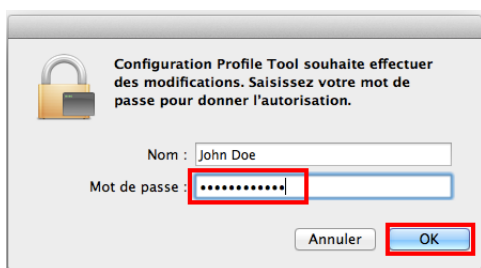 Configuration Profile Tool souhaite effectuer
des modifications. Saisissez votre mot de
passe pour donner l'autorisation.
Nom : John Doe
Mot de passe : ••••••••••••
Annuler OK